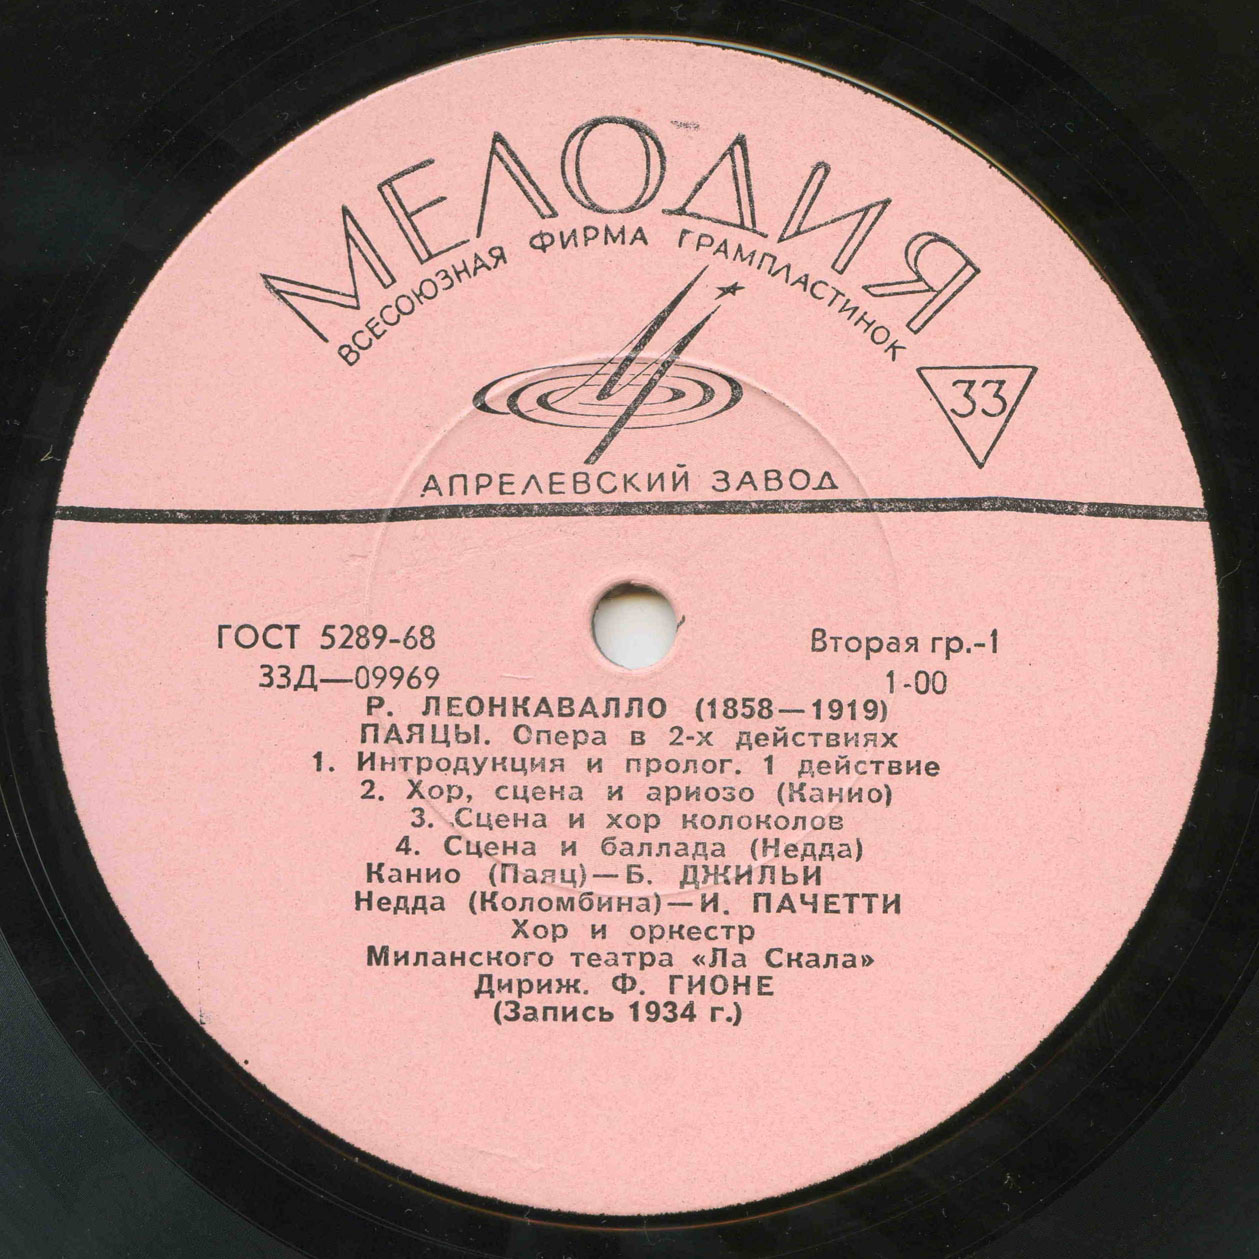 МЕЛОДИЯ
ВСЕСОЮЗНАЯ ФИРМА ГРАМПЛАСТИНОК
33
АПРЕЛЕВСКИЙ ЗАВОД
ГОСТ 5289-68
Вторая гр.-1
33Д—09969
1-00
Р. ЛЕОНКАВАЛЛО (1858—1919)
ПАЯЦЫ. Опера в 2-х действиях
1. Интродукция и пролог. 1 действие
2. Хор, сцена и ариозо (Канио)
3. Сцена и хор колоколов
4. Сцена и баллада (Недда)
Канио (Паяц)—Б. ДЖИЛЬИ
Недда (Коломбина)—И. ПАЧЕТТИ
Хор и оркестр
Миланского театра «Ла Скала»
Дириж. Ф. ГИОНЕ
(Запись 1934 г.)